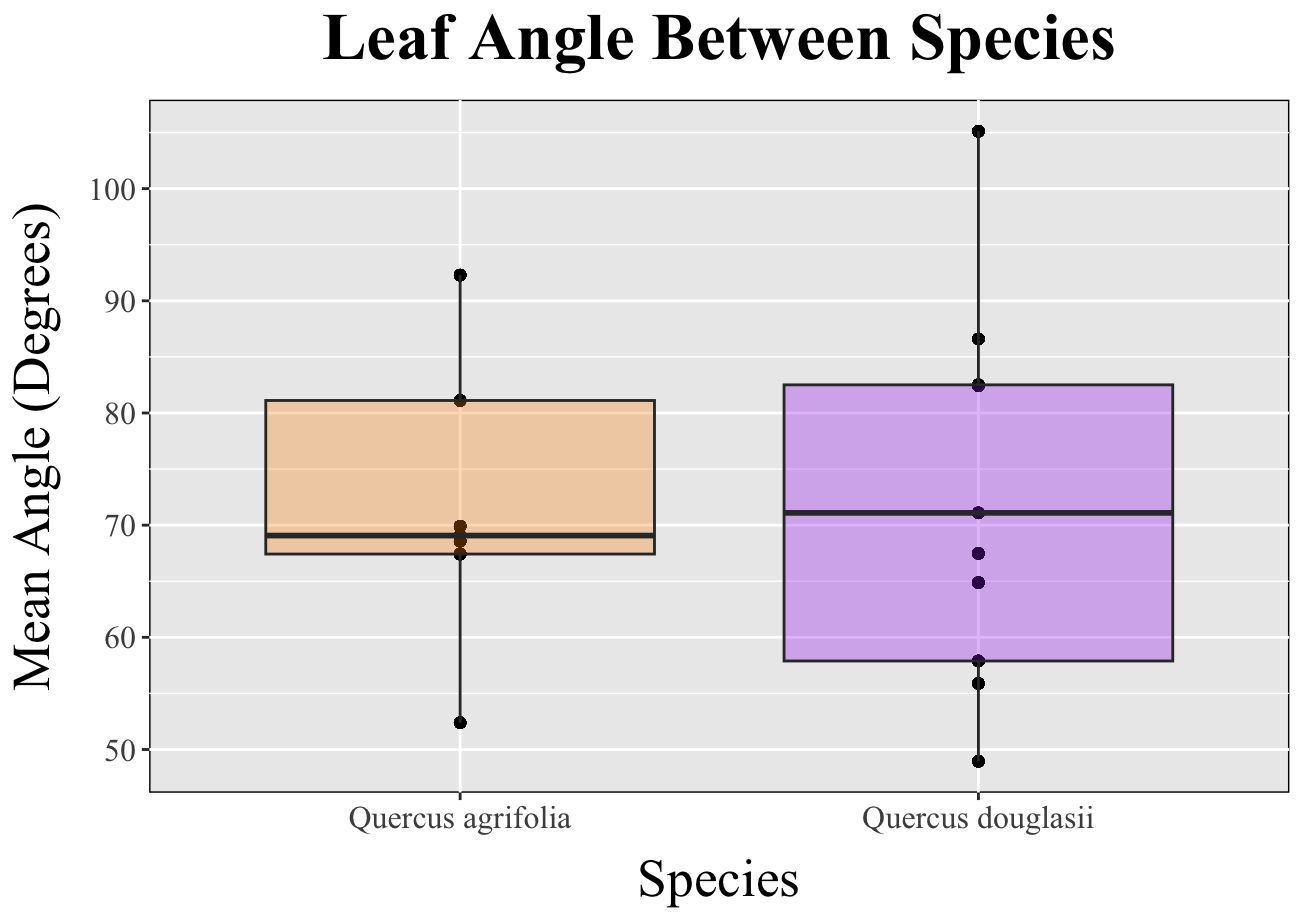 Leaf Angle Between Species
Mean Angle (Degrees)
100
90
80
70
60
50
Quercus agrifolia
Quercus douglasii
Species